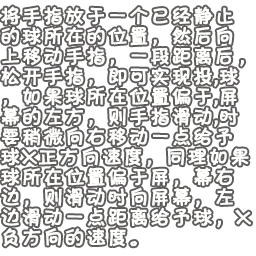 将手指放于一个已经静止
的球所在的位置，然后向
上移动手指，一段距离后，
松开手指，即可实现投球
，如果球所在位置偏于屏
幕的左方，则手指滑动时
要稍微向右移动一点给予
球X正方向速度，同理如果
球所在位置偏于屏，幕右
边，则滑动时向屏幕，左
边滑动一点距离给予球，X
负方向的速度。